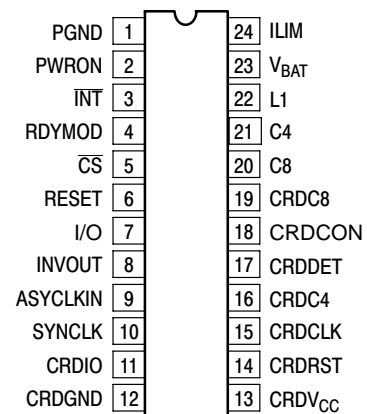 PGND 1 24 ILIM
PWRON 2 23 VBAT
INT 3 22 L1
RDYMOD 4 21 C4
CS 5 20 C8
RESET 6 19 CRDC8
I/O 7 18 CRDCON
INVOUT 8 17 CRDDET
ASYCLKIN 9 16 CRDC4
SYNCLK 10 15 CRDCLK
CRDIO 11 14 CRDRST
CRDGND 12 13 CRDVCC